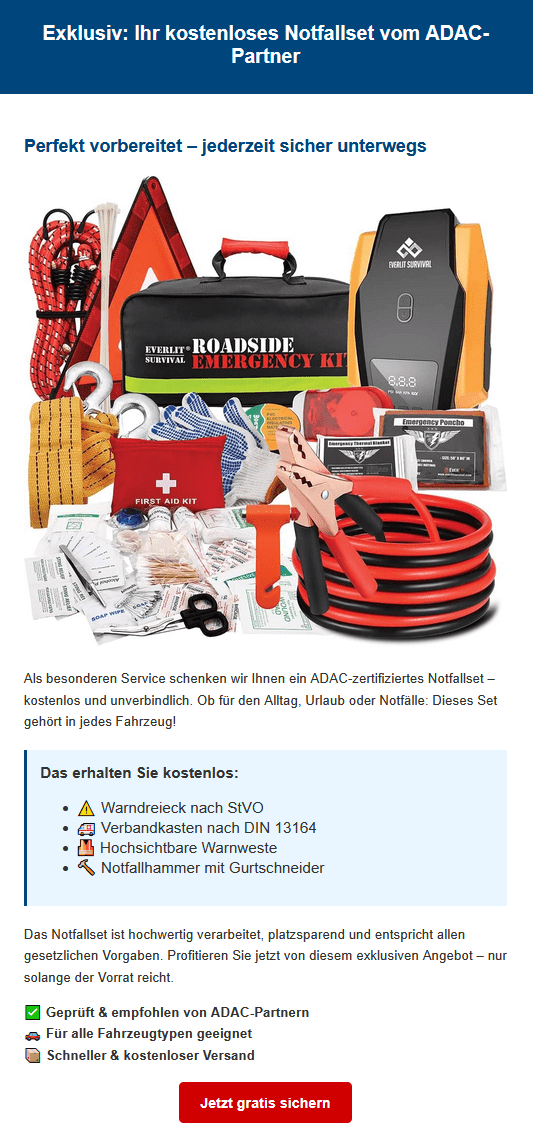 Exklusiv: Ihr kostenloses Notfallset vom ADAC-
Partner
Perfekt vorbereitet – jederzeit sicher unterwegs
EVERLIT SURVIVAL
EVERLIT®
SURVIVAL
ROADSIDE
EMERGENCY KIT
8.8.8
Emergency Poncho
Emergency Thermal Blanket
FIRST AID KIT
SOAP WIPE
Als besonderen Service schenken wir Ihnen ein ADAC-zertifiziertes Notfallset –
kostenlos und unverbindlich. Ob für den Alltag, Urlaub oder Notfälle: Dieses Set
gehört in jedes Fahrzeug!
Das erhalten Sie kostenlos:
• ⚠️ Warndreieck nach StVO
• 🚑 Verbandkasten nach DIN 13164
• 🦺 Hochsichtbare Warnweste
• 🔨 Notfallhammer mit Gurtschneider
Das Notfallset ist hochwertig verarbeitet, platzsparend und entspricht allen
gesetzlichen Vorgaben. Profitieren Sie jetzt von diesem exklusiven Angebot – nur
solange der Vorrat reicht.
✅ Geprüft & empfohlen von ADAC-Partnern
🚗 Für alle Fahrzeugtypen geeignet
📦 Schneller & kostenloser Versand
Jetzt gratis sichern